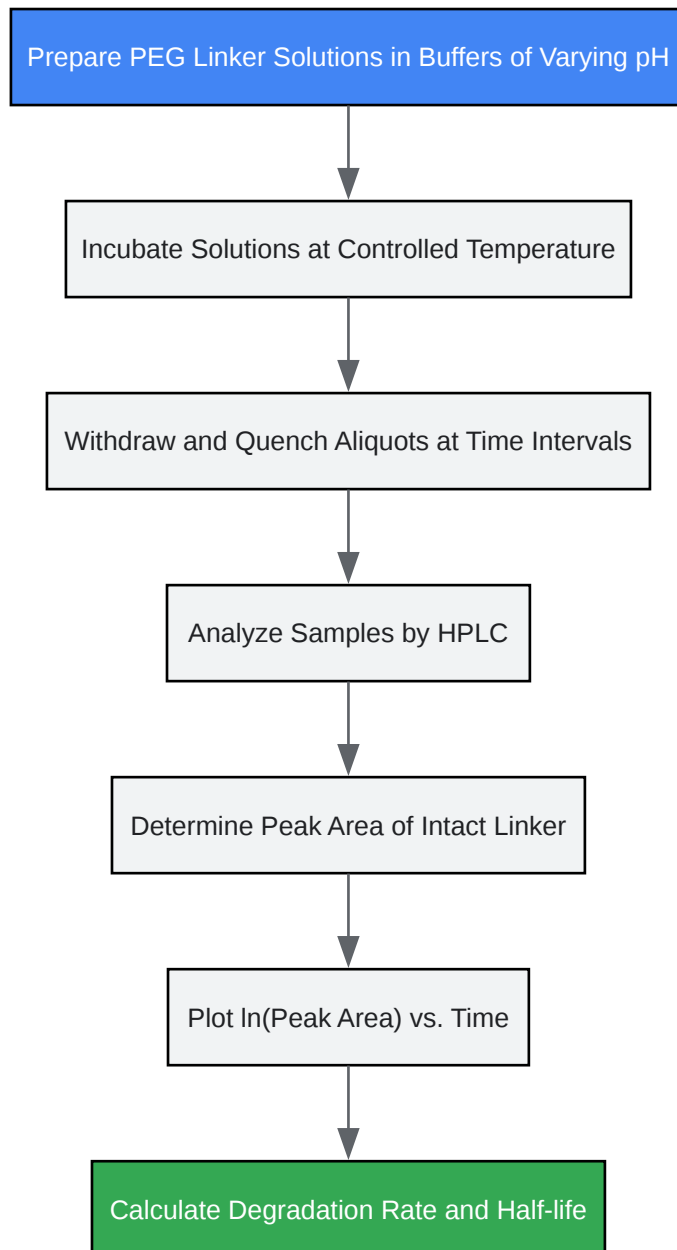 Prepare PEG Linker Solutions in Buffers of Varying pH
Incubate Solutions at Controlled Temperature
Withdraw and Quench Aliquots at Time Intervals
Analyze Samples by HPLC
Determine Peak Area of Intact Linker
Plot ln(Peak Area) vs. Time
Calculate Degradation Rate and Half-life